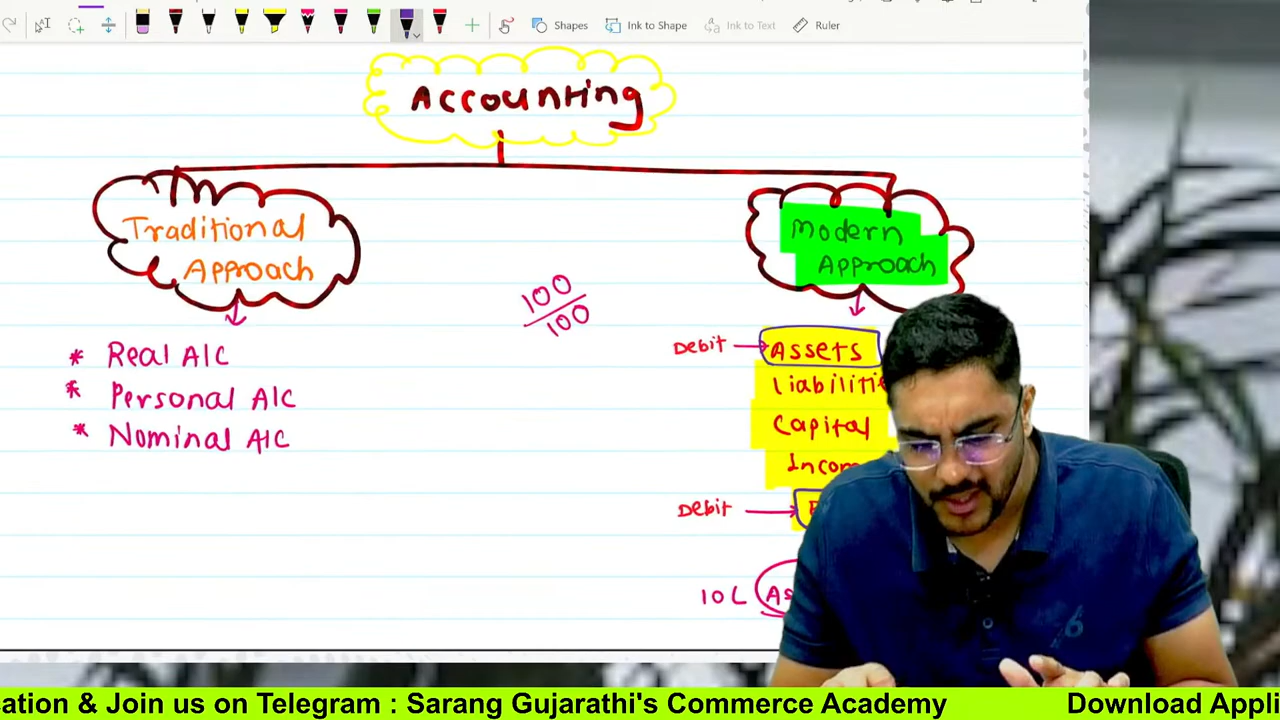 Shapes
Ink to Shape
Ink to Text
Ruler
Accounting
Traditional
Approach
Modern
Approach
100
100
* Real A/C
* Personal A/C
* Nominal A/C
Debit → Assets
Capital
Debit →
10L
cation & Join us on Telegram : Sarang Gujarathi's Commerce Academy
Download Appli